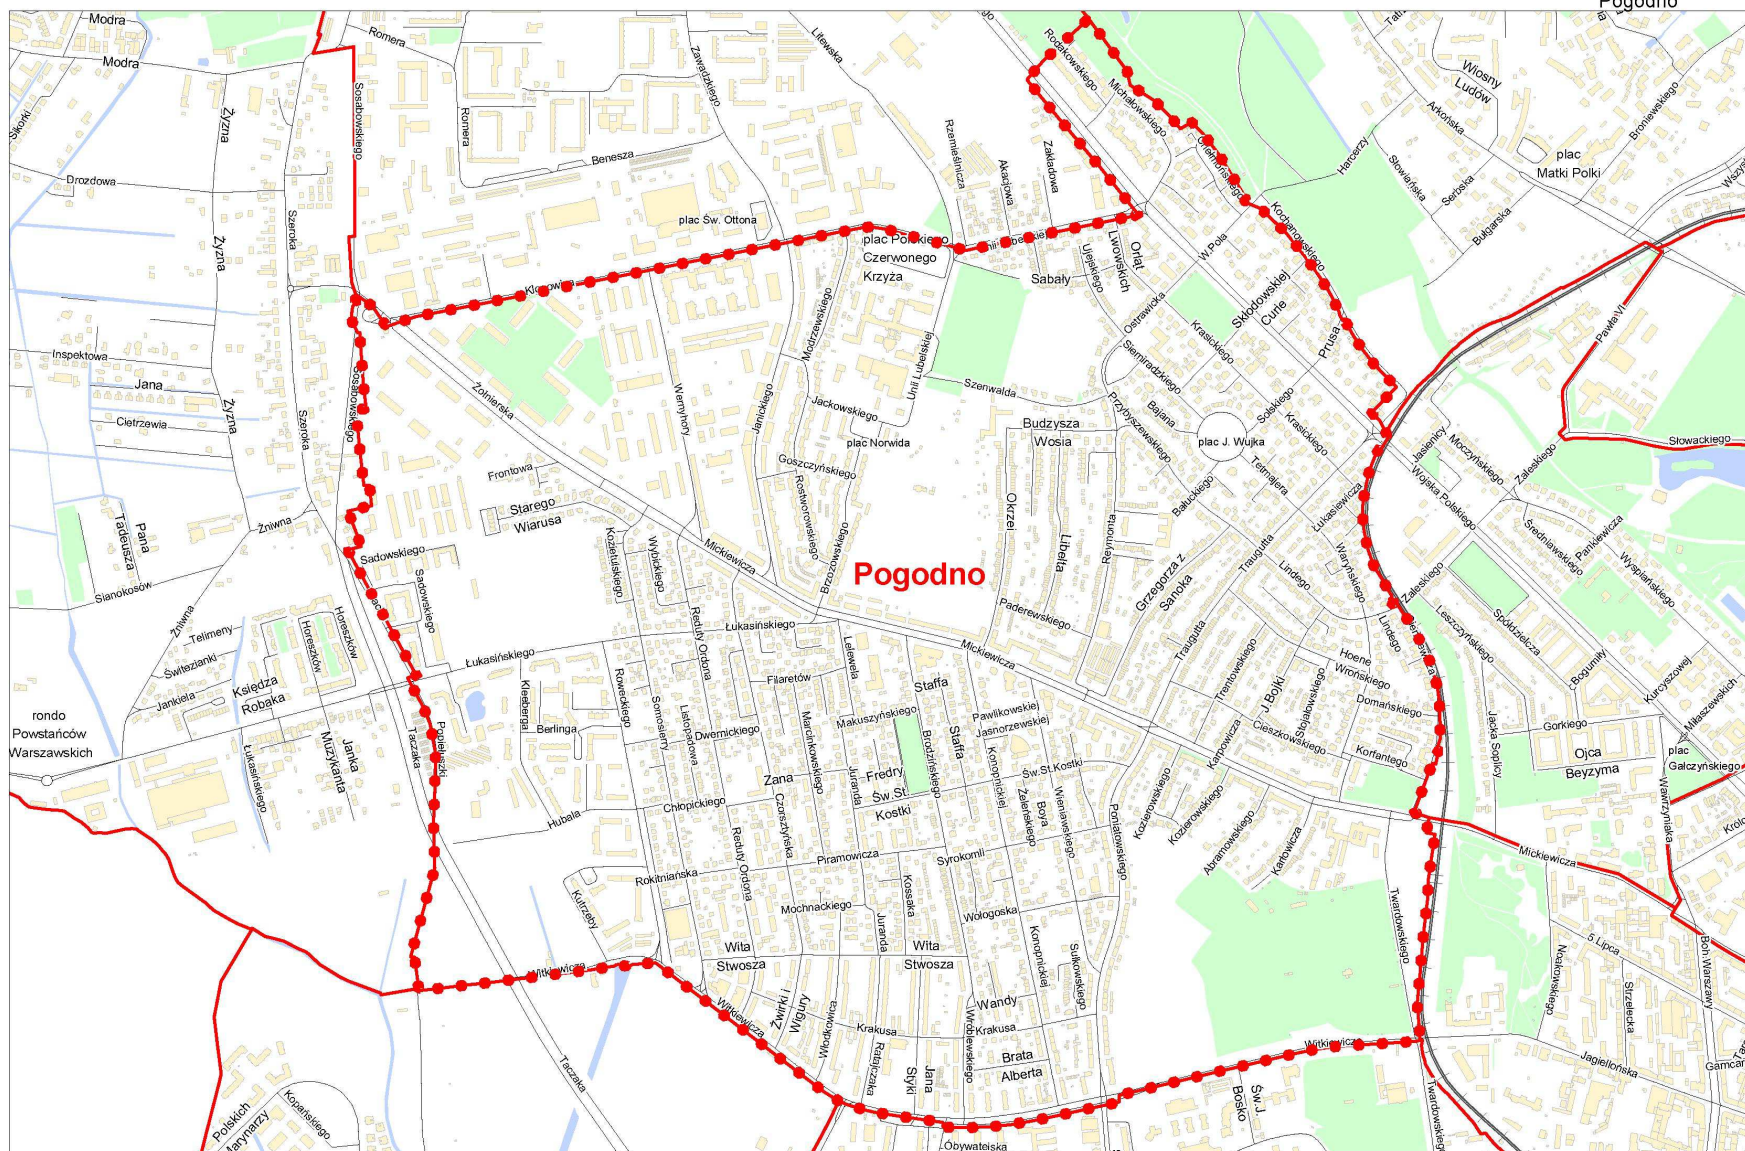 Pogodno
Modra
Modra
Romera
Sikorki
Żyzna
Sosabowskiego
Romera
Zawadzkiego
Litewska
Benesza
Drozdowa
Szeroka
Żyzna
plac Św. Ottona
Rzemieślnicza
Akacjowa
Zakładowa
Rodakowskiego
Michałowskiego
Chełmońskiego
Kochanowskiego
Harcerzy
Wiosny
Ludów
Arkońska
Broniewskiego
plac
Matki Polki
Słowiańska
Serbska
Bułgarska
plac Polskiego
Czerwonego
Krzyża
Sabały
Ujejskiego
Lwowskich
Orląt
W.Pola
Ostrawicka
Krasickiego
Skłodowskiej
Curie
Prusa
Pawła VI
Klonowica
Inspektowa
Jana
Cietrzewia
Żyzna
Szeroka
Sosabowskiego
Żołnierska
Wernyhory
Janickiego
Modrzewskiego
Jackowskiego
Unii Lubelskiej
plac Norwida
Szenwalda
Siemiradzkiego
Przybyszewskiego
Bajana
Solskiego
Krasickiego
plac J. Wujka
Tetmajera
Budzysza
Wosia
Goszczyńskiego
Rostworowskiego
Brzozowskiego
Frontowa
Starego
Wiarusa
Kozietulskiego
Wybickiego
Mickiewicza
Okrzei
Libelta
Reymonta
Bałuckiego
Łukasiewicza
Jasienicy
Moczyńskiego
Wojska Polskiego
Zaleskiego
Słowackiego
Średniawskiego
Pankiewicza
Wyspiańskiego
Pana
Tadeusza
Żniwna
Sianokosów
Sadowskiego
Sadowskiego
Pogodno
Grzegorza z
Sanoka
Traugutta
Lindego
Waryńskiego
Zaleskiego
Paderewskiego
Mickiewicza
Traugutta
Trentowskiego
Hoene
Wrońskiego
Lindego
Leszczyńskiego
Spółdzielcza
Bogumiły
Kurcyszowej
Mikaszewskich
Żniwna
Telimeny
Świtezianki
Jankiela
Księdza
Robaka
Horeszków
Horeszków
Łukasińskiego
Łukasińskiego
Reduty Ordona
Lelewela
Filaretów
Staffa
Staffa
Makuszyńskiego
Pawlikowskiej
Jasnorzewskiej
J.Bojki
Stojałowskiego
Domańskiego
Cieszkowskiego
Karpowicza
Korfantego
Gorkiego
Jacka Soplicy
Ojca
Beyzyma
plac
Gałczyńskiego
Wawrzyniaka
rondo
Powstańców
Warszawskich
Łukasińskiego
Janka
Muzykanta
Taczaka
Popiełuszki
Kleeberga
Berlinga
Roweckiego
Somosierry
Listopadowa
Dwernickiego
Marcinkowskiego
Zana
Juranda
Fredry
Brodzińskiego
Konopnickiej
Św.St.
Kostki
Św.St.Kostki
Chłopickiego
Hubala
Czorsztyńska
Reduty Ordona
Żeleńskiego
Boya
Wieniawskiego
Poniatowskiego
Kozierowskiego
Kozierowskiego
Abramowskiego
Karłowicza
Mickiewicza
Piramowicza
Syrokomli
Rokitniańska
Kutrzeby
Mochnackiego
Kossaka
Juranda
Wołogoska
Wita
Stwosza
Wita
Stwosza
Konopnickiej
Sułkowskiego
Twardowskiego
Noakowskiego
5 Lipca
Strzelecka
Boh.Warszawy
Witkiewicza
Witkiewicza
Żwirki i
Wigury
Włodkowica
Krakusa
Wandy
Krakusa
Wróblewskiego
Brata
Alberta
Ratajczaka
Jana
Styki
Witkiewicza
Św.J.
Bosko
Twardowskiego
Jagiellońska
Taczaka
Polskich
Marynarzy
Kopańskiego
Obywatelska